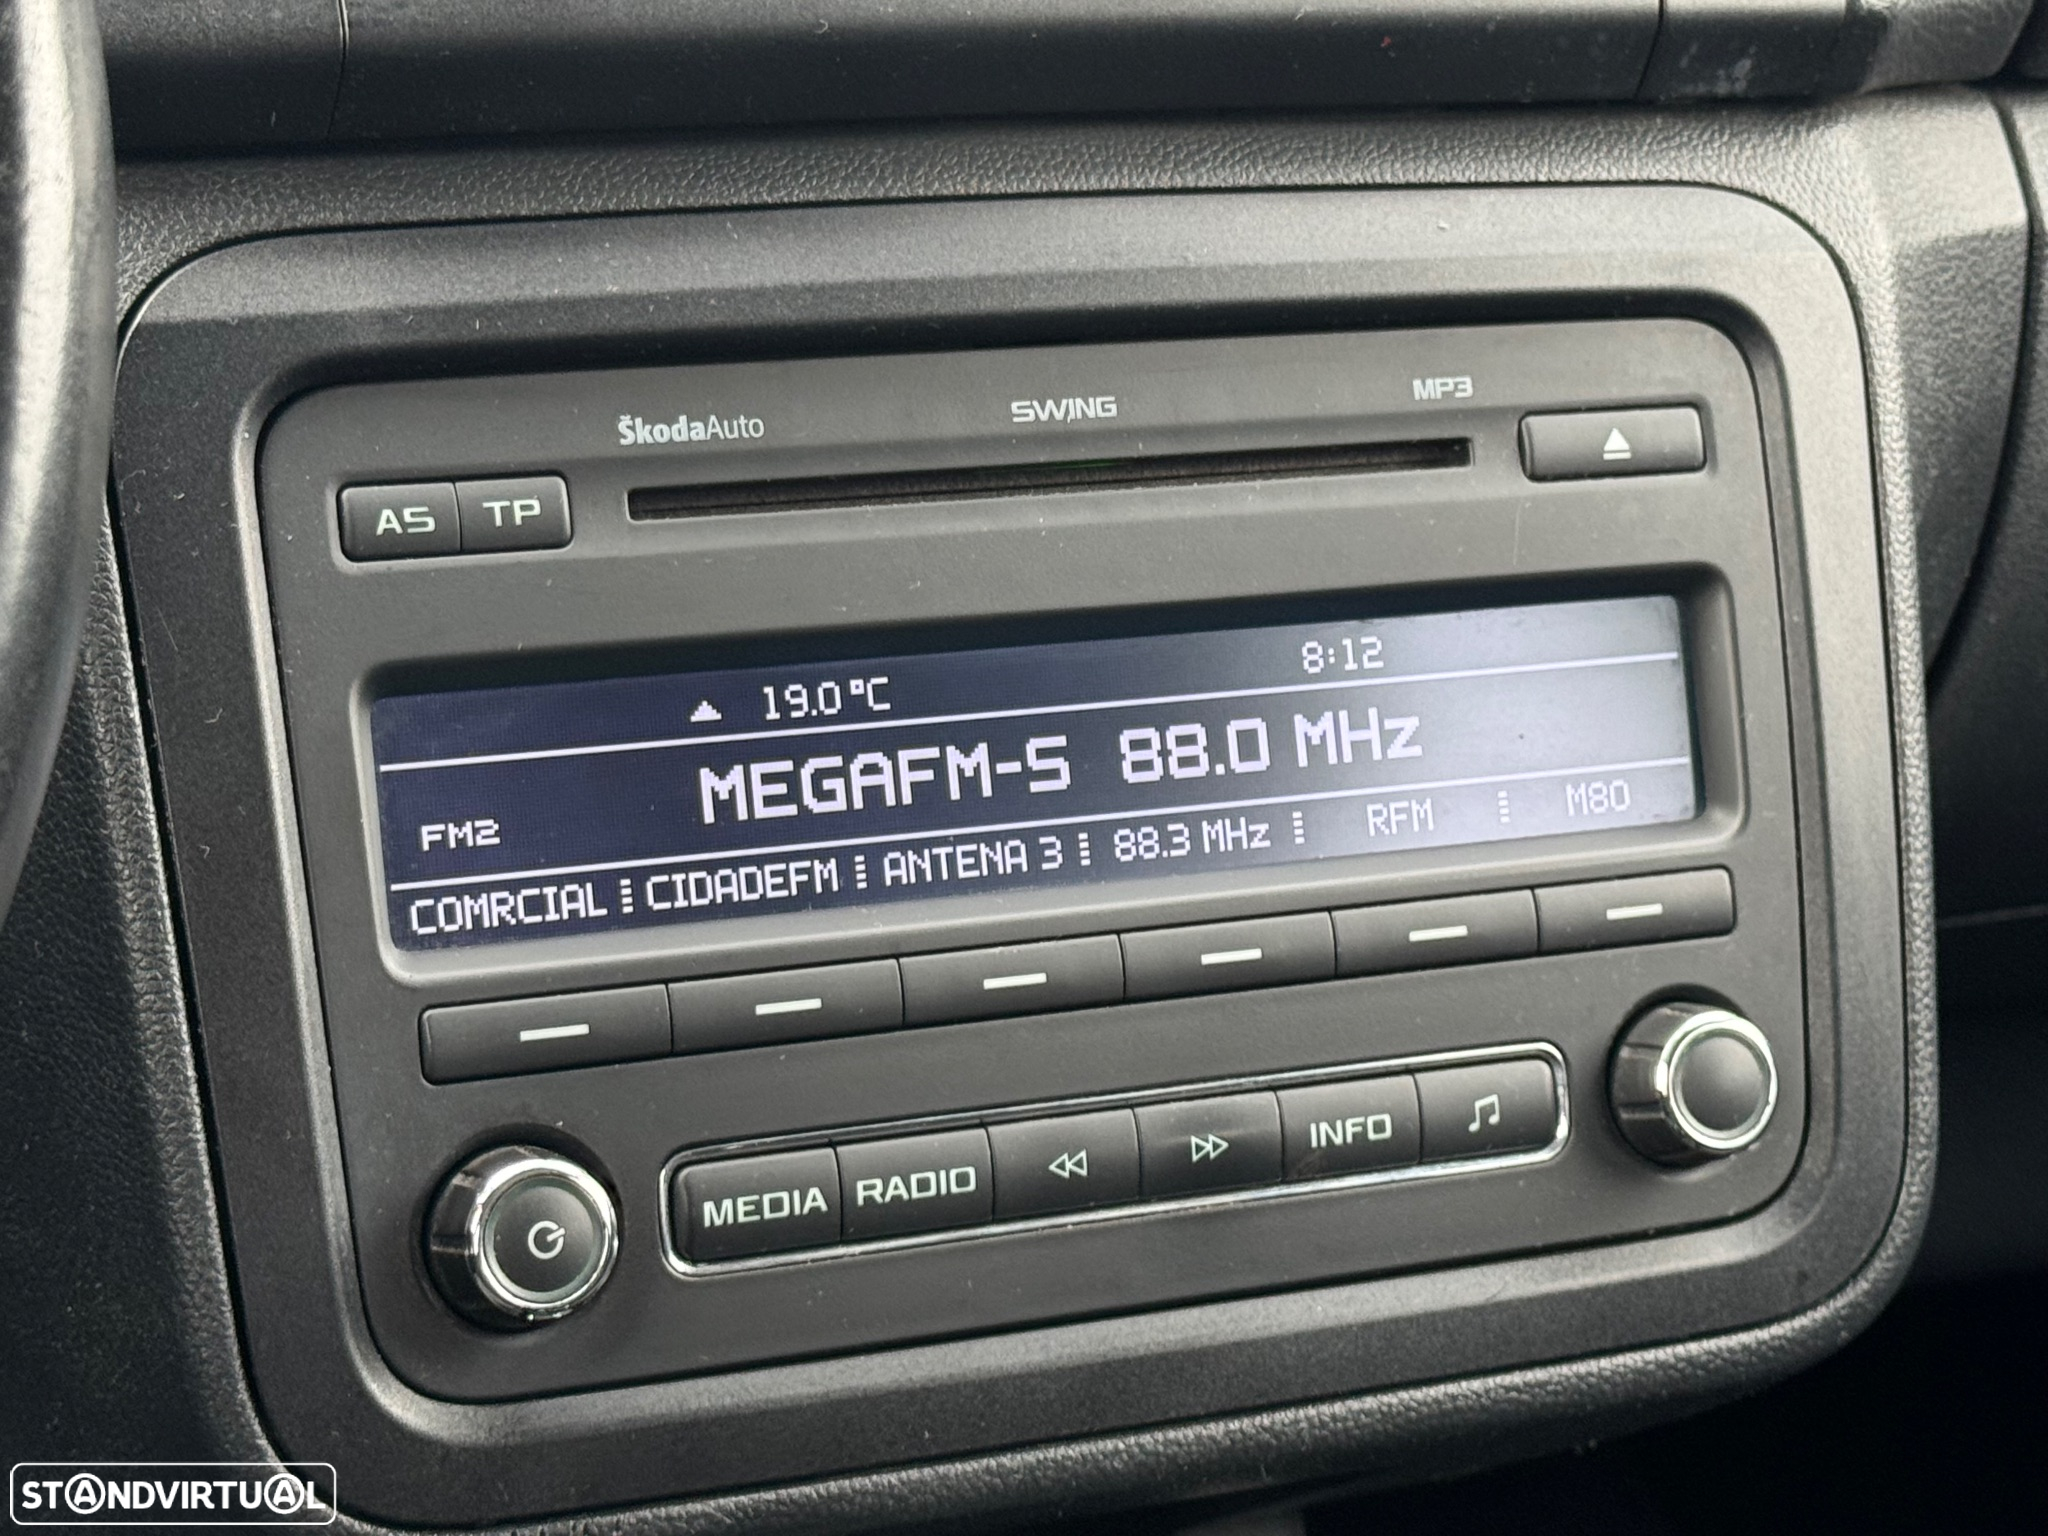 ŠkodaAuto
SWING
MP3
AS TP
19.0°C
8:12
MEGAFM-S 88.0 MHz
FM2
COMRCIAL CIDADEFM ANTENA 3 88.3 MHz RFM M80
MEDIA RADIO INFO
STANDVIRTUAL